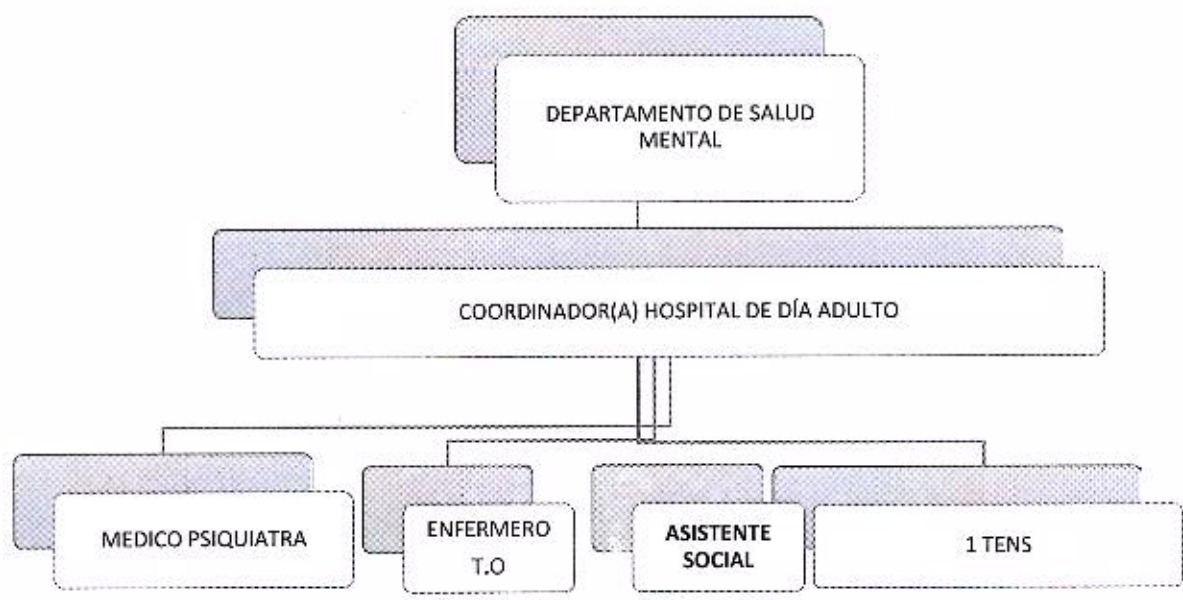 DEPARTAMENTO DE SALUD
MENTAL
COORDINADOR(A) HOSPITAL DE DÍA ADULTO
MEDICO PSIQUIATRA
ENFERMERO
T.O
ASISTENTE
SOCIAL
1 TENS